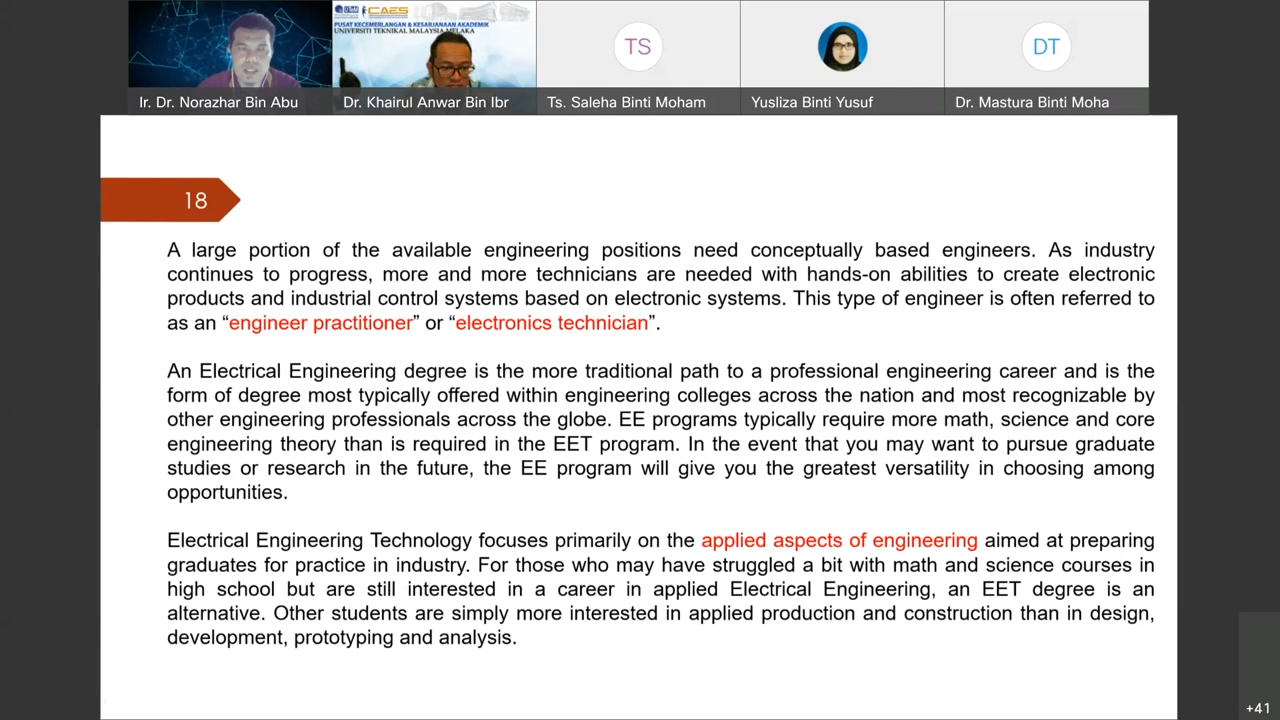 UTeM CAES
PUSAT KECEMERLANGAN & KESARJANAAN AKADEMIK
UNIVERSITI TEKNIKAL MALAYSIA MELAKA
TS
DT
Ir. Dr. Norazhar Bin Abu
Dr. Khairul Anwar Bin Ibr
Ts. Saleha Binti Moham
Yusliza Binti Yusuf
Dr. Mastura Binti Moha
18
A large portion of the available engineering positions need conceptually based engineers. As industry
continues to progress, more and more technicians are needed with hands-on abilities to create electronic
products and industrial control systems based on electronic systems. This type of engineer is often referred to
as an “engineer practitioner” or “electronics technician”.
An Electrical Engineering degree is the more traditional path to a professional engineering career and is the
form of degree most typically offered within engineering colleges across the nation and most recognizable by
other engineering professionals across the globe. EE programs typically require more math, science and core
engineering theory than is required in the EET program. In the event that you may want to pursue graduate
studies or research in the future, the EE program will give you the greatest versatility in choosing among
opportunities.
Electrical Engineering Technology focuses primarily on the applied aspects of engineering aimed at preparing
graduates for practice in industry. For those who may have struggled a bit with math and science courses in
high school but are still interested in a career in applied Electrical Engineering, an EET degree is an
alternative. Other students are simply more interested in applied production and construction than in design,
development, prototyping and analysis.
+41